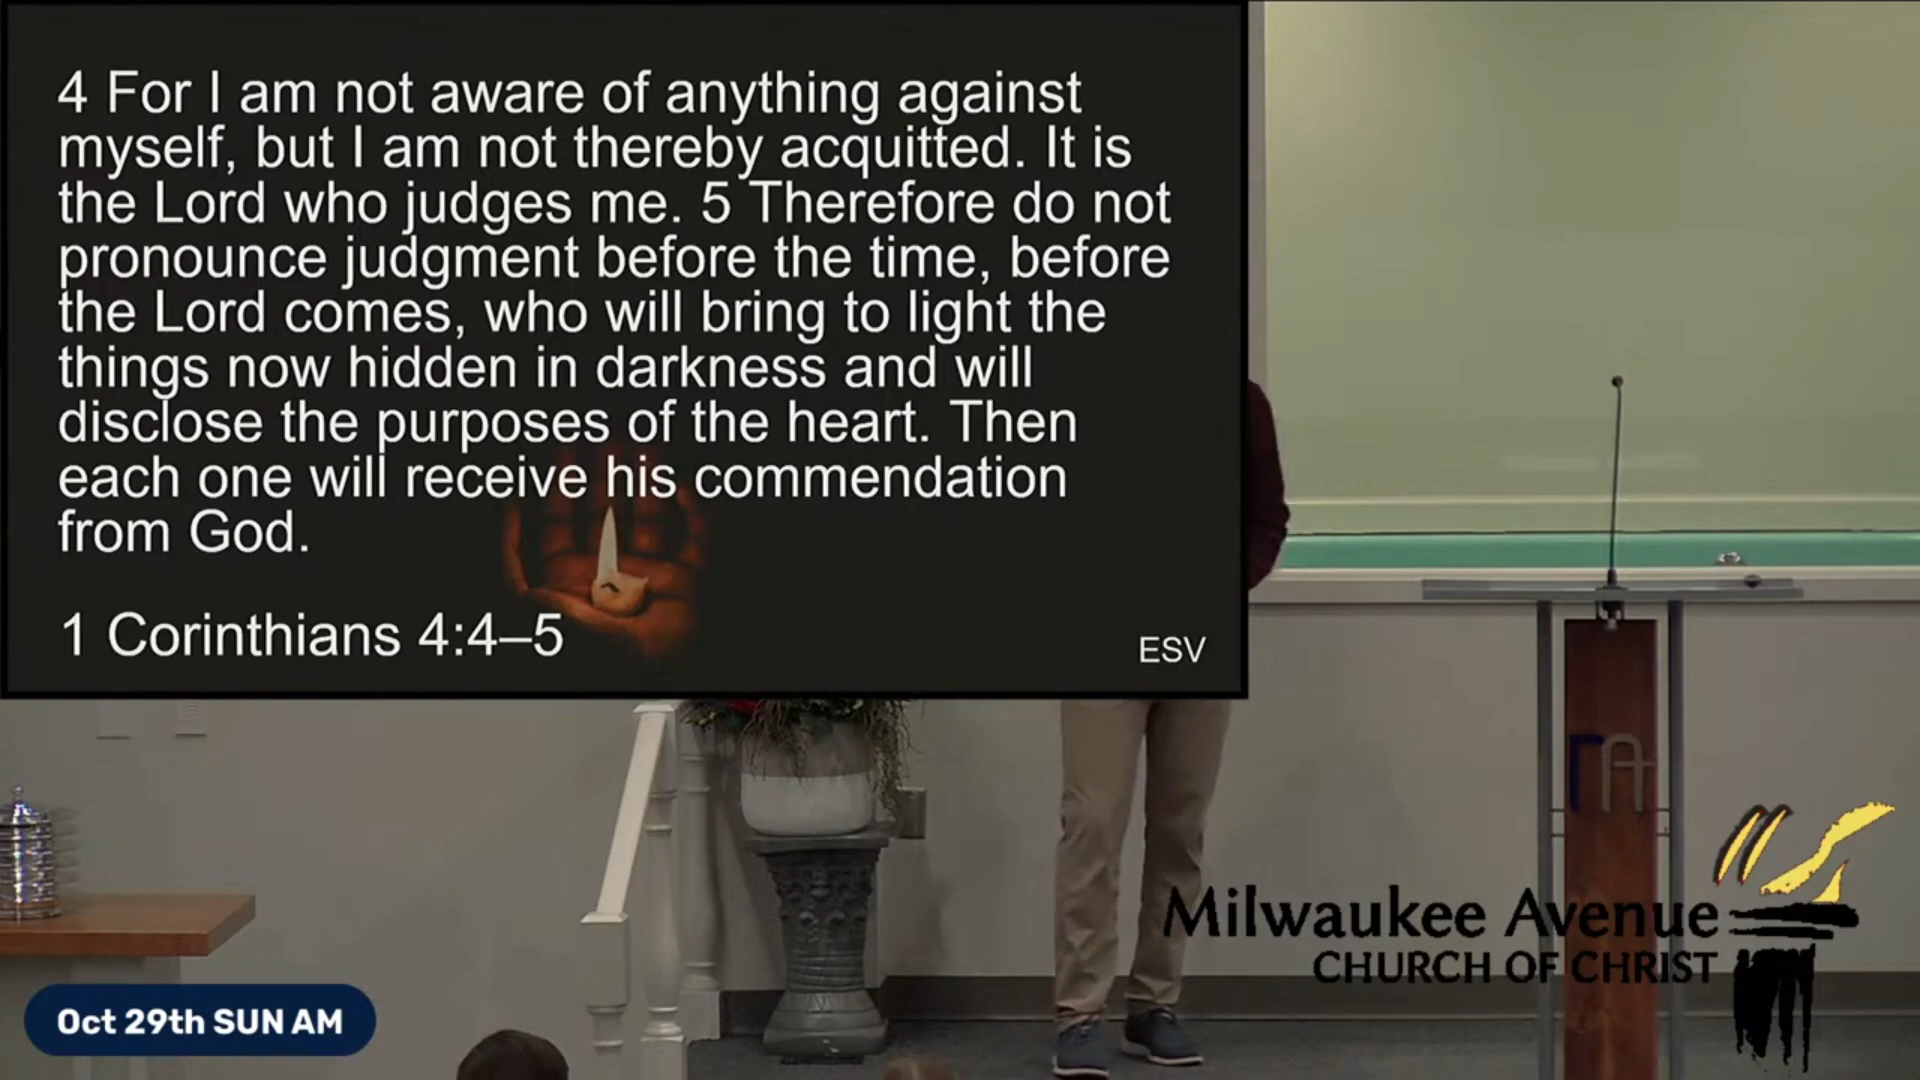 4 For I am not aware of anything against
myself, but I am not thereby acquitted. It is
the Lord who judges me. 5 Therefore do not
pronounce judgment before the time, before
the Lord comes, who will bring to light the
things now hidden in darkness and will
disclose the purposes of the heart. Then
each one will receive his commendation
from God.
1 Corinthians 4:4–5
ESV
Milwaukee Avenue
CHURCH OF CHRIST
Oct 29th SUN AM